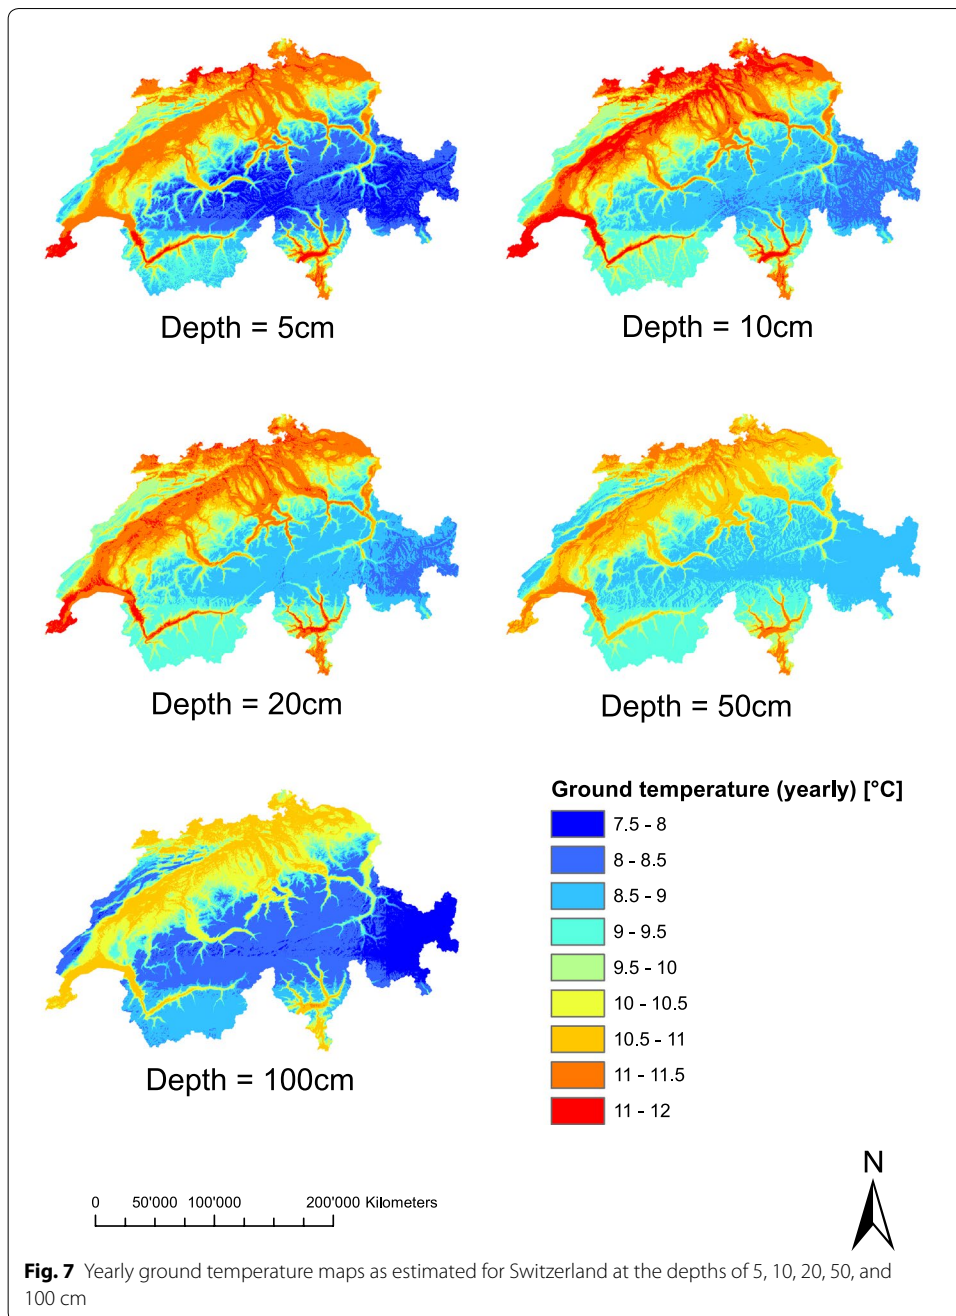 Depth = 5cm
Depth = 10cm
Depth = 20cm
Depth = 50cm
Depth = 100cm
Ground temperature (yearly) [°C]
7.5 - 8
8 - 8.5
8.5 - 9
9 - 9.5
9.5 - 10
10 - 10.5
10.5 - 11
11 - 11.5
11 - 12
0 50'000 100'000 200'000 Kilometers
N
Fig. 7 Yearly ground temperature maps as estimated for Switzerland at the depths of 5, 10, 20, 50, and
100 cm